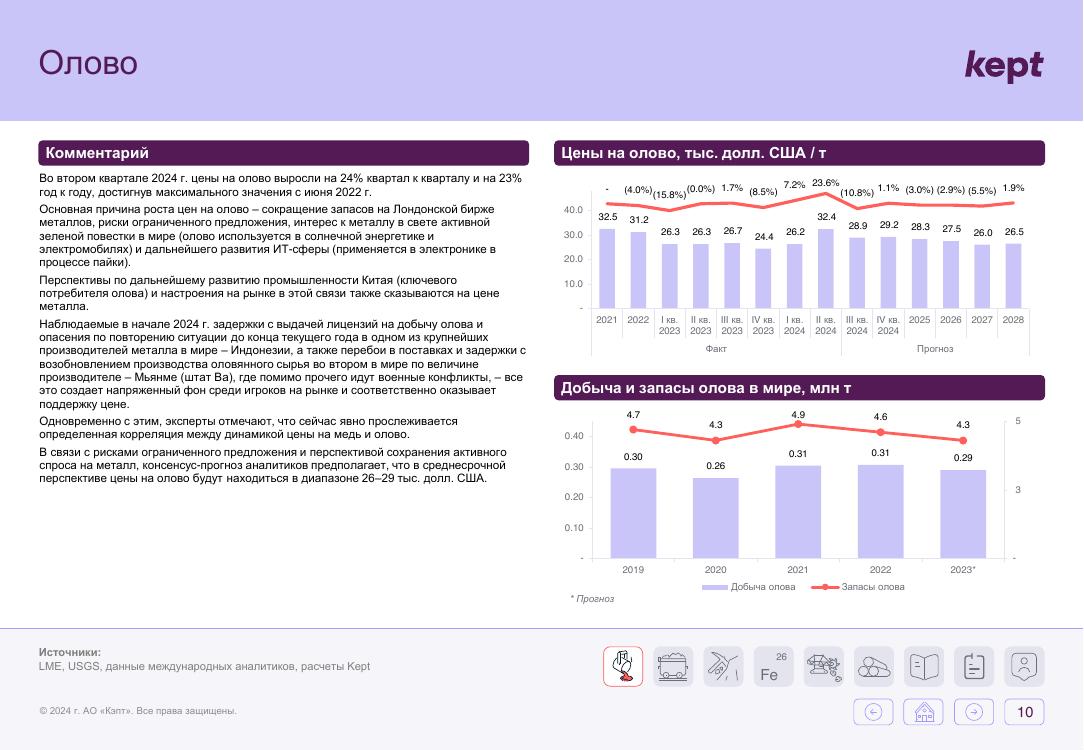 Олово
kept
Комментарий
Во втором квартале 2024 г. цены на олово выросли на 24% квартал к кварталу и на 23%
год к году, достигнув максимального значения с июня 2022 г.
Основная причина роста цен на олово – сокращение запасов на Лондонской бирже
металлов, риски ограниченного предложения, интерес к металлу в свете активной
зеленой повестки в мире (олово используется в солнечной энергетике и
электромобилях) и дальнейшего развития ИТ-сферы (применяется в электронике в
процессе пайки).
Перспективы по дальнейшему развитию промышленности Китая (ключевого
потребителя олова) и настроения на рынке в этой связи также сказываются на цене
металла.
Наблюдаемые в начале 2024 г. задержки с выдачей лицензий на добычу олова и
опасения по повторению ситуации до конца текущего года в одном из крупнейших
производителей металла в мире – Индонезии, а также перебои в поставках и задержки с
возобновлением производства оловянного сырья во втором в мире по величине
производителе – Мьянме (штат Ва), где помимо прочего идут военные конфликты, – все
это создает напряженный фон среди игроков на рынке и соответственно оказывает
поддержку цене.
Одновременно с этим, эксперты отмечают, что сейчас явно прослеживается
определенная корреляция между динамикой цены на медь и олово.
В связи с рисками ограниченного предложения и перспективой сохранения активного
спроса на металл, консенсус-прогноз аналитиков предполагает, что в среднесрочной
перспективе цены на олово будут находиться в диапазоне 26–29 тыс. долл. США.
Цены на олово, тыс. долл. США / т
- (4.0%) (15.8%) (0.0%) 1.7% (8.5%) 7.2% 23.6% (10.8%) 1.1% (3.0%) (2.9%) (5.5%) 1.9%
40.0
30.0
20.0
10.0
-
32.5 31.2 26.3 26.3 26.7 24.4 26.2 32.4 28.9 29.2 28.3 27.5 26.0 26.5
2021 2022 I кв. II кв. III кв. IV кв. I кв. II кв. III кв. IV кв. 2025 2026 2027 2028
2023 2023 2023 2023 2024 2024 2024 2024
Факт Прогноз
Добыча и запасы олова в мире, млн т
4.7 4.3 4.9 4.6 4.3
0.40
0.30
0.20
0.10
-
0.30 0.26 0.31 0.31 0.29
5
3
-
2019 2020 2021 2022 2023*
Добыча олова Запасы олова
* Прогноз
Источники:
LME, USGS, данные международных аналитиков, расчеты Kept
26
Fe
© 2024 г. АО «Кэпт». Все права защищены.
10